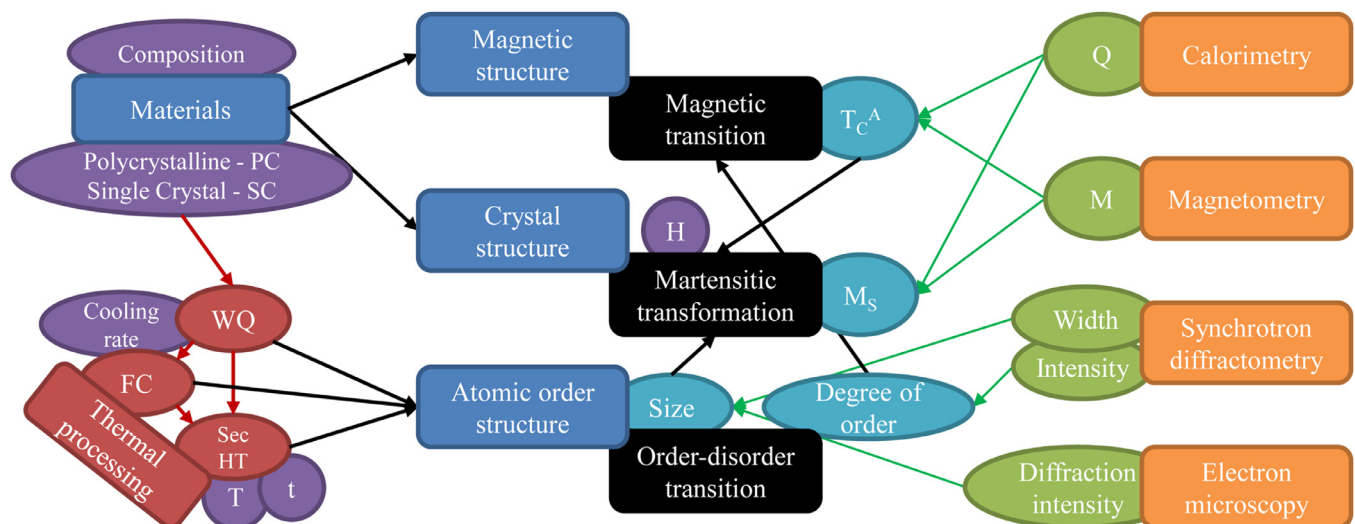 Composition
Materials
Polycrystalline - PC
Single Crystal - SC
Cooling
rate
WQ
FC
Thermal
processing
Sec
HT
T
t
Magnetic
structure
Magnetic
transition
T_C^A
Crystal
structure
H
Martensitic
transformation
M_S
Atomic order
structure
Size
Degree of
order
Order-disorder
transition
Q
Calorimetry
M
Magnetometry
Width
Intensity
Synchrotron
diffractometry
Diffraction
intensity
Electron
microscopy